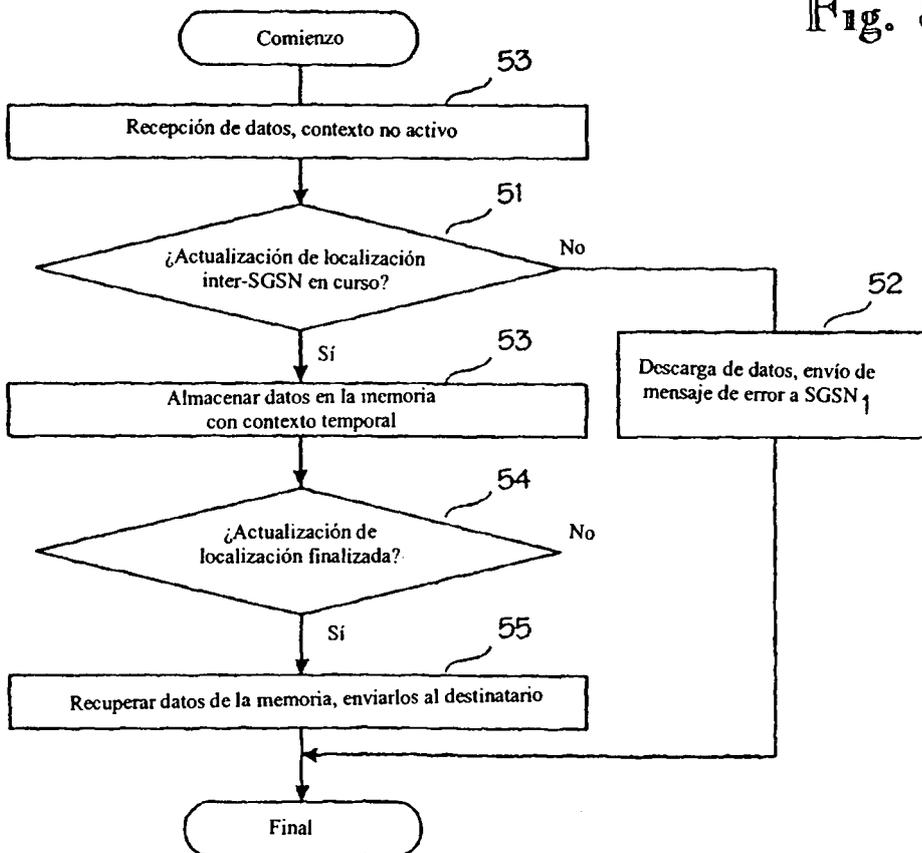 Fig.
Comienzo
53
Recepción de datos, contexto no activo
51
¿Actualización de localización
inter-SGSN en curso?
No
52
Sí
53
Descarga de datos, envío de
mensaje de error a SGSN1
Almacenar datos en la memoria
con contexto temporal
54
¿Actualización de
localización finalizada?
No
Sí
55
Recuperar datos de la memoria, enviarlos al destinatario
Final